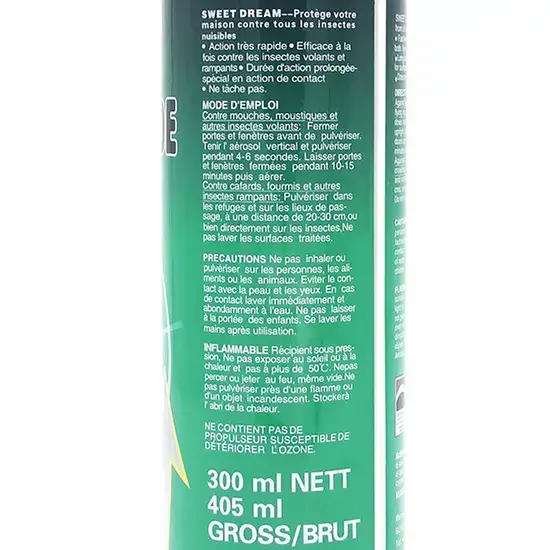 SWEET DREAM--Protège votre
maison contre tous les insectes
nuisibles
• Action très rapide • Efficace à la
fois contre les insectes volants et
rampants • Durée d'action prolongée-
spécial en action de contact
• Ne tâche pas.
MODE D'EMPLOI
Contre mouches, moustiques et
autres insectes volants: Fermer
portes et fenêtres avant de pulvériser.
Tenir l'aérosol vertical et pulvériser
pendant 4-6 secondes. Laisser portes
et fenêtres fermées pendant 10-15
minutes puis aérer.
Contre cafards, fourmis et autres
insectes rampants: Pulvériser dans
les refuges et sur les lieux de pas-
sage, à une distance de 20-30 cm,ou
bien directement sur les insectes,Ne
pas laver les surfaces traitées.
PRECAUTIONS Ne pas inhaler ou
pulvériser sur les personnes, les ali-
ments ou les animaux. Eviter le con-
tact avec la peau et les yeux. En cas
de contact laver immédiatement et
abondamment à l'eau. Ne pas laisser
à la portée des enfants. Se laver les
mains après utilisation.
INFLAMMABLE Récipient sous pres-
sion, Ne pas exposer au soleil ou à la
chaleur et pas à plus de 50℃. Nepas
percer ou jeter au feu, même vide.Ne
pas pulvériser près d'une flamme ou
d'un objet incandescent. Stockerà
l'abri de la chaleur.
NE CONTIENT PAS DE
PROPULSEUR SUSCEPTIBLE DE
DÉTÉRIORER L'OZONE.
300 ml NETT
405 ml
GROSS/BRUT